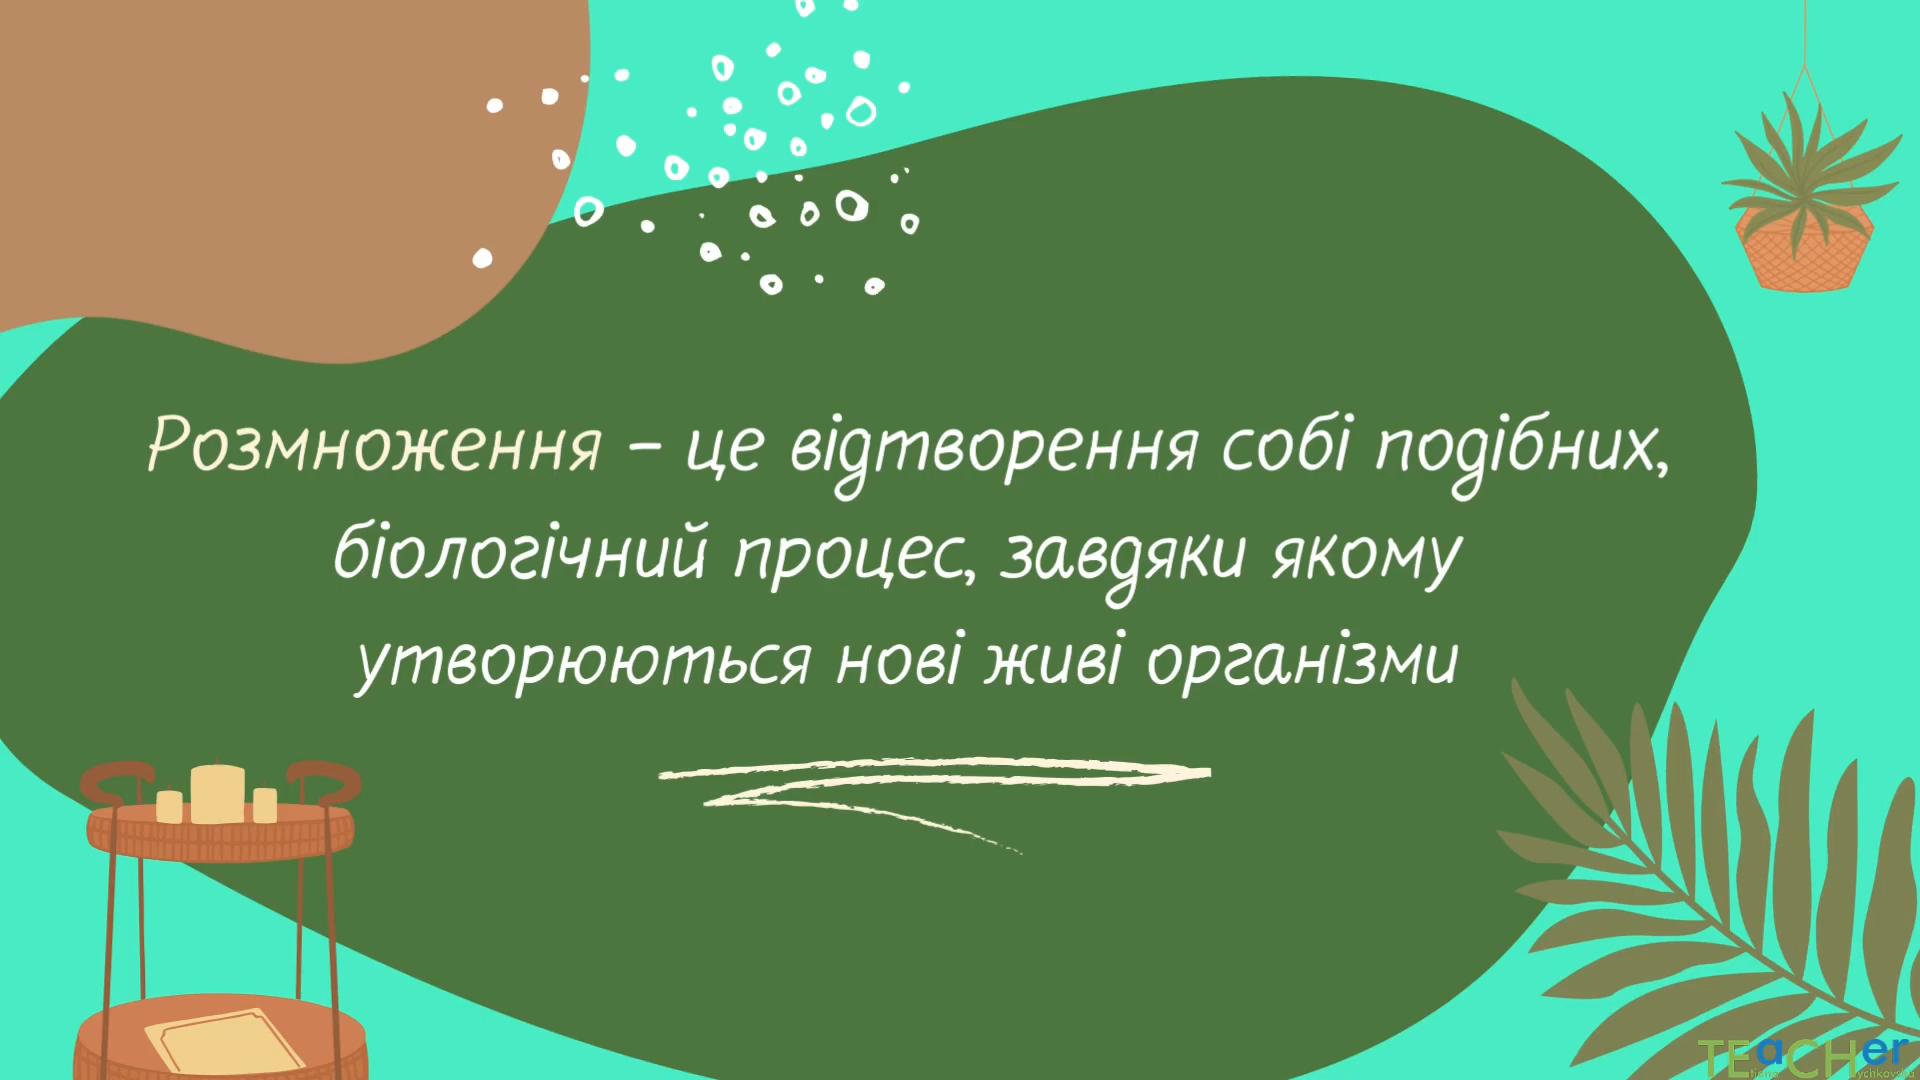 Розмноження – це відтворення собі подібних,
біологічний процес, завдяки якому
утворюються нові живі організми
TEaCHer